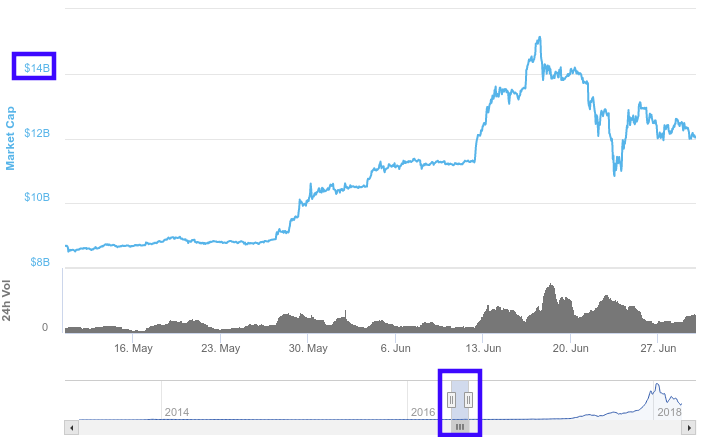 $14B
$12B
$10B
$8B
Market Cap
24h Vol
0
16. May
23. May
30. May
6. Jun
13. Jun
20. Jun
27. Jun
2014
2016
2018